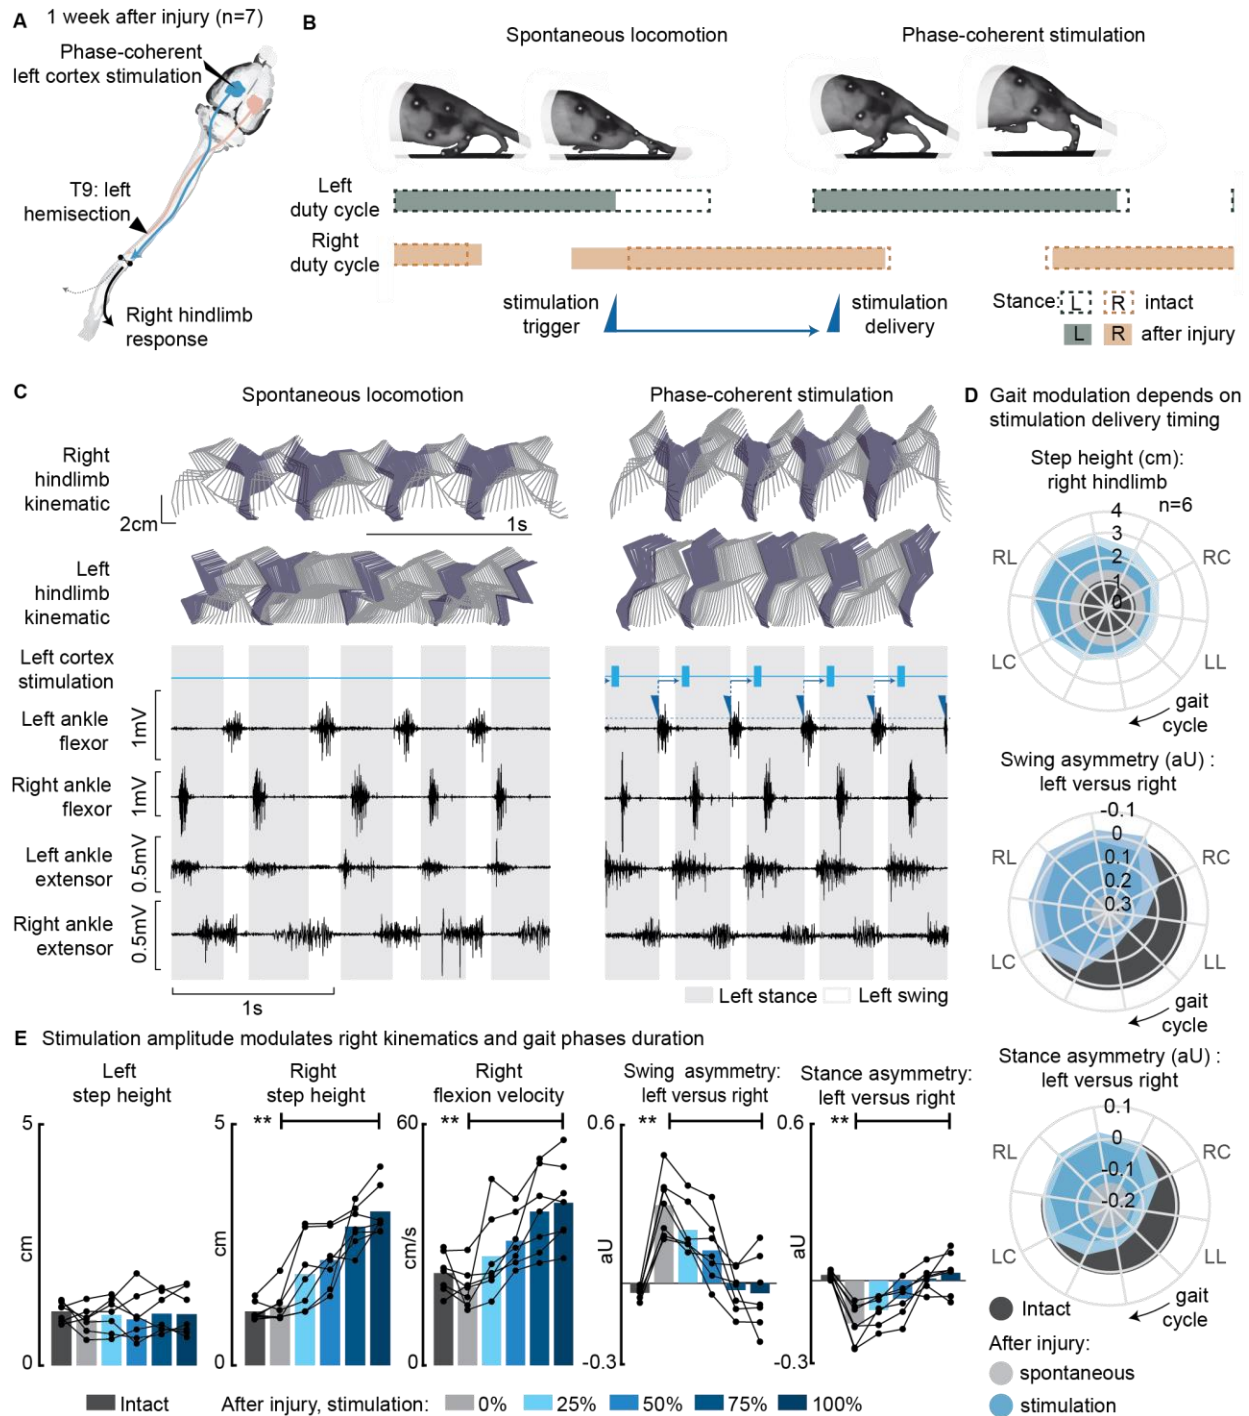 A 1 week after injury (n=7)
Phase-coherent
left cortex stimulation
T9: left
hemisection
Right hindlimb
response
B
Spontaneous locomotion
Phase-coherent stimulation
Left
duty cycle
Right
duty cycle
stimulation
trigger
stimulation
delivery
Stance: L R intact
L R after injury
C
Spontaneous locomotion
Phase-coherent stimulation
Right
hindlimb
kinematic
2cm
1s
Left
hindlimb
kinematic
Left cortex
stimulation
Left ankle
flexor
1mV
Right ankle
flexor
1mV
Left ankle
extensor
0.5mV
Right ankle
extensor
0.5mV
1s
Left stance Left swing
D Gait modulation depends on
stimulation delivery timing
Step height (cm):
right hindlimb
n=6
4
3
2
1
0
RL
RC
LC
LL
gait
cycle
Swing asymmetry (aU) :
left versus right
-0.1
0
0.1
0.2
0.3
RL
RC
LC
LL
gait
cycle
Stance asymmetry (aU) :
left versus right
0.1
0
-0.1
-0.2
RL
RC
LC
LL
gait
cycle
Intact
After injury:
spontaneous
stimulation
E Stimulation amplitude modulates right kinematics and gait phases duration
Left
step height
5
cm
0
Right
step height
**
5
cm
0
Right
flexion velocity
**
60
cm/s
0
Swing asymmetry:
left versus right
**
0.6
aU
-0.3
Stance asymmetry:
left versus right
**
0.6
aU
-0.3
Intact After injury, stimulation: 0% 25% 50% 75% 100%